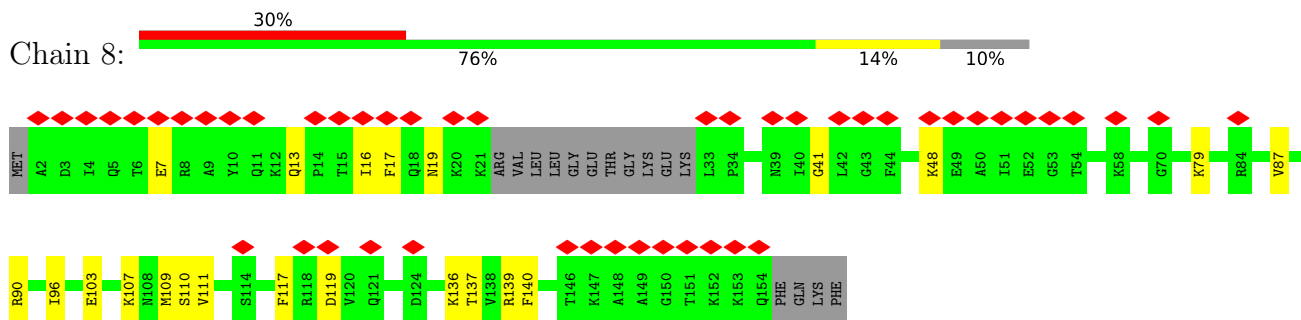 30%
Chain 8:
76% 14% 10%
MET A2 D3 I4 Q5 T6 E7 R8 A9 Y10 Q11 K12 Q13 P14 T15 I16 F17 Q18 N19 K20 K21 ARG VAL LEU LEU GLY GLU THR GLY LYS GLU LYS L33 P34 N39 I40 G41 L42 G43 F44 K48 E49 A50 I51 E52 G53 T54 K58 G70 K79 R84 V87
R90 I96 E103 K107 N108 M109 S110 V111 S114 F117 R118 D119 V120 Q121 D124 K136 T137 V138 R139 F140 T146 K147 A148 A149 G150 T151 K152 K153 Q154 PHE GLN LYS PHE